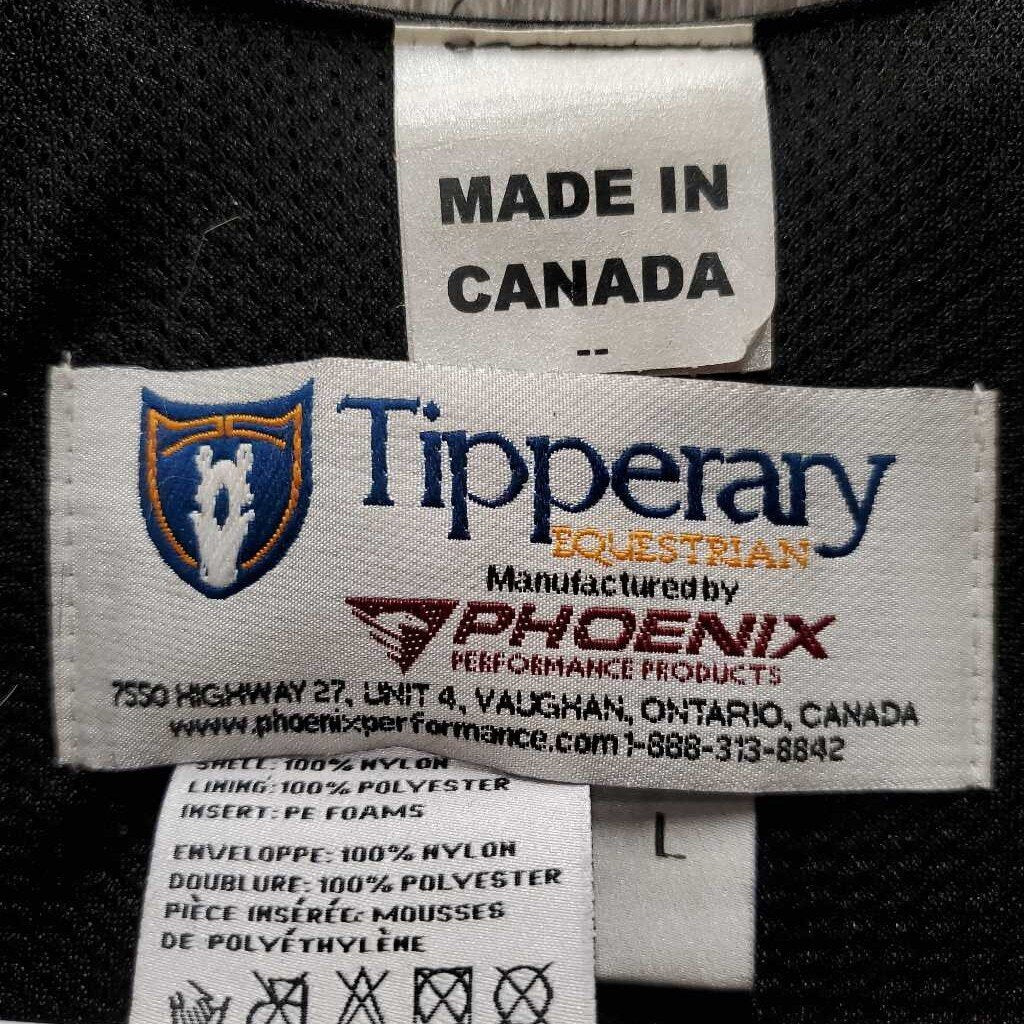 MADE IN
CANADA
--
Tipperary
EQUESTRIAN
Manufactured by
PHOENIX
PERFORMANCE PRODUCTS
7550 HIGHWAY 27, UNIT 4, VAUGHAN, ONTARIO, CANADA
www.phoenixperformance.com 1-888-313-8842
SHELL: 100% NYLON
LINING: 100% POLYESTER
INSERT: PE FOAMS
ENVELOPPE: 100% NYLON
DOUBLURE: 100% POLYESTER
PIÈCE INSÉRÉE: MOUSSES
DE POLYÉTHYLÈNE
L